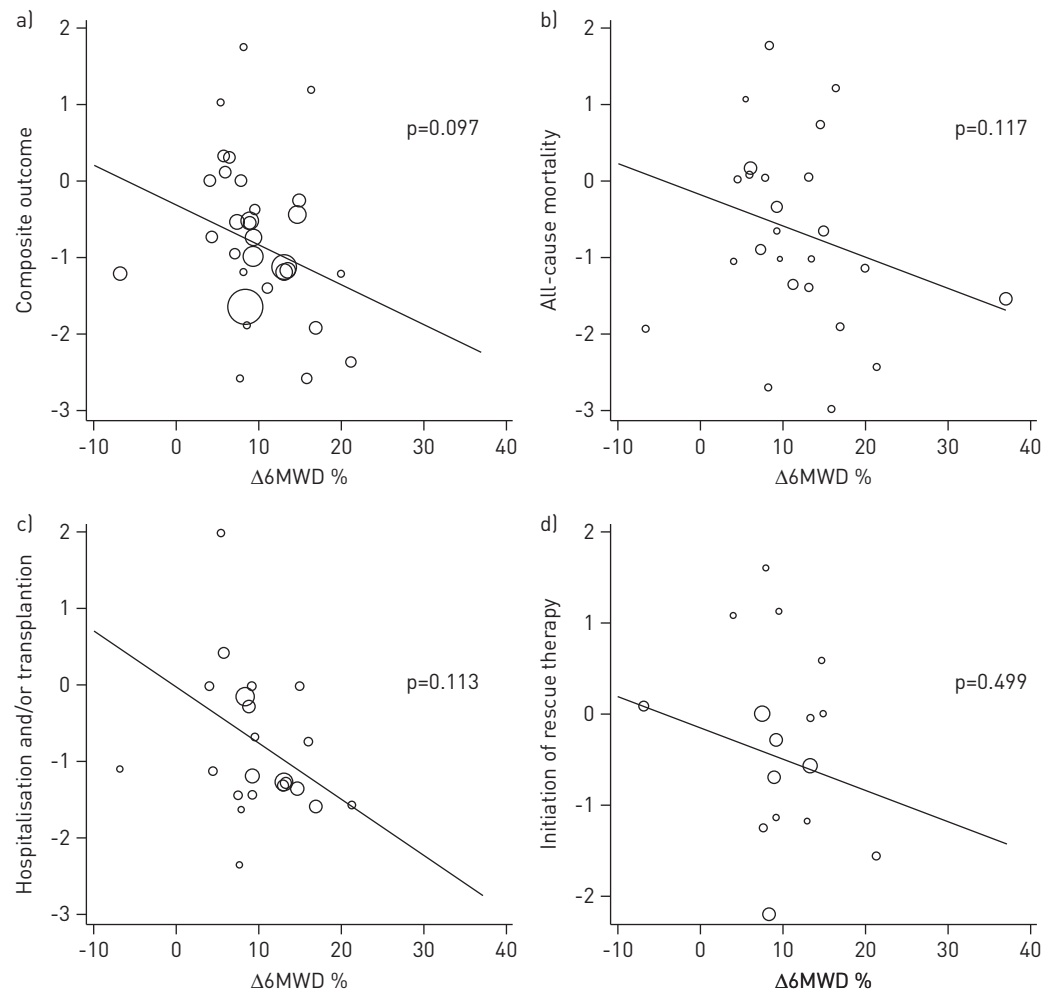 a)
2
1
0
-1
-2
-3
Composite outcome
p=0.097
-10 0 10 20 30 40
Δ6MWD %
b)
2
1
0
-1
-2
-3
All-cause mortality
p=0.117
-10 0 10 20 30 40
Δ6MWD %
c)
2
1
0
-1
-2
-3
Hospitalisation and/or transplantion
p=0.113
-10 0 10 20 30 40
Δ6MWD %
d)
2
1
0
-1
-2
Initiation of rescue therapy
p=0.499
-10 0 10 20 30 40
Δ6MWD %